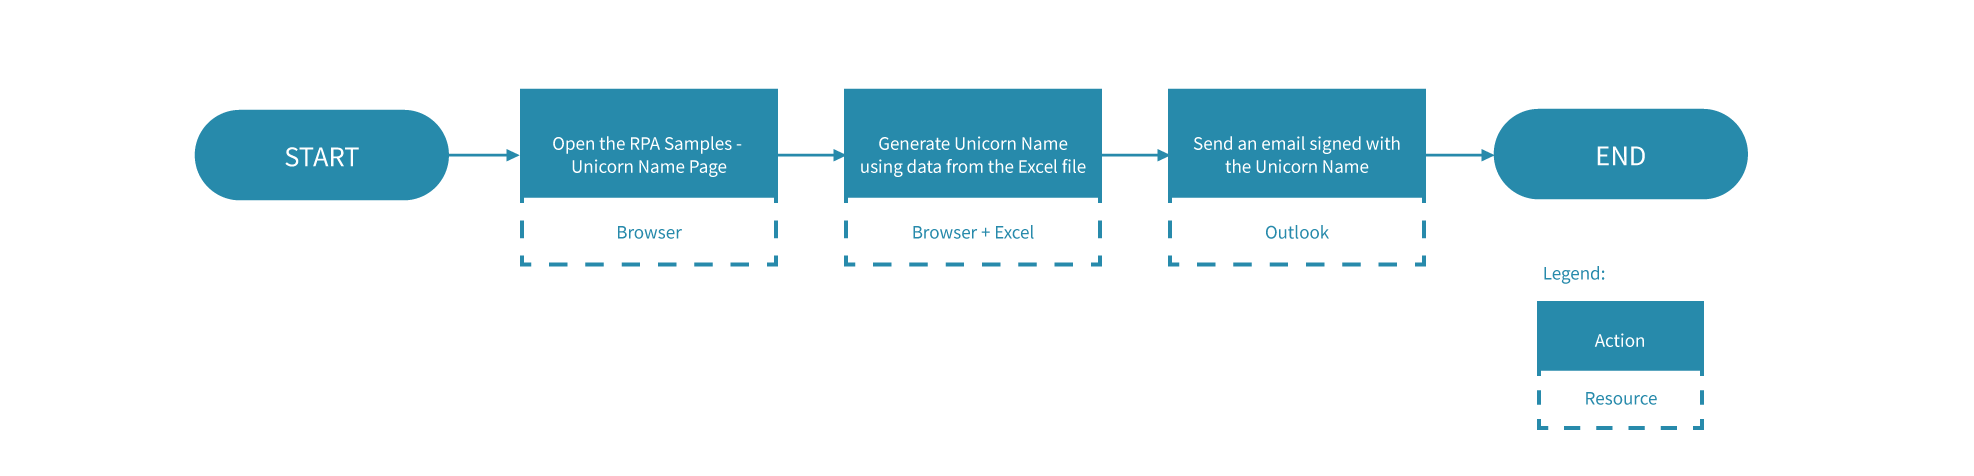 START
Open the RPA Samples -
Unicorn Name Page
Browser
Generate Unicorn Name
using data from the Excel file
Browser + Excel
Send an email signed with
the Unicorn Name
Outlook
END
Legend:
Action
Resource